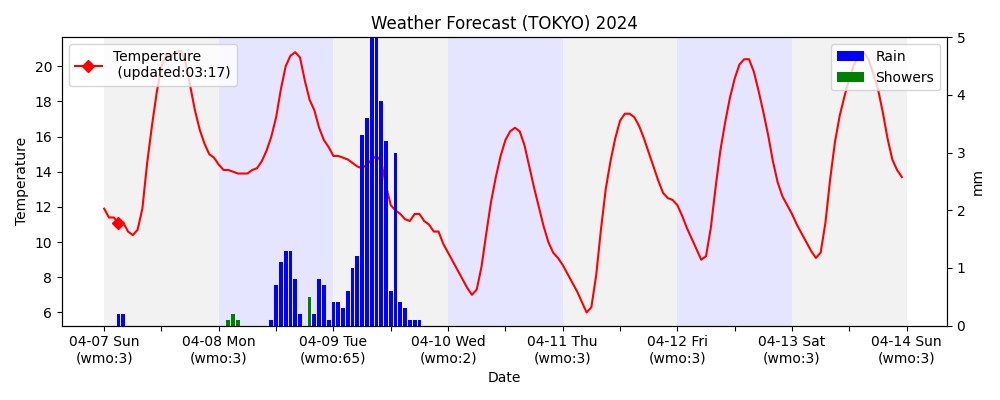 Weather Forecast (TOKYO) 2024
Temperature
(updated:03:17)
Rain
Showers
Temperature
20
18
16
14
12
10
8
6
5
4
3
2
1
0
mm
04-07 Sun 04-08 Mon 04-09 Tue 04-10 Wed 04-11 Thu 04-12 Fri 04-13 Sat 04-14 Sun
(wmo:3) (wmo:3) (wmo:65) (wmo:2) (wmo:3) (wmo:3) (wmo:3) (wmo:3)
Date